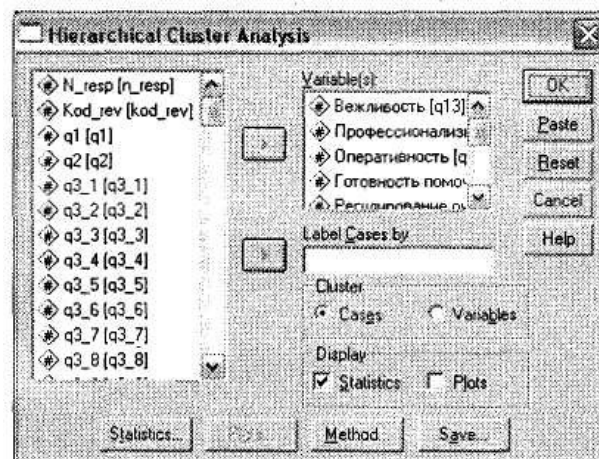 Hierarchical Cluster Analysis
N_resp [n_resp]
Kod_rev [kod_rev]
q1 [q1]
q2 [q2]
q3_1 [q3_1]
q3_2 [q3_2]
q3_3 [q3_3]
q3_4 [q3_4]
q3_5 [q3_5]
q3_6 [q3_6]
q3_7 [q3_7]
q3_8 [q3_8]
Variable(s):
Вежливость [q13]
Профессионализм
Оперативность [q
Готовность помоч
Label Cases by
Cluster
Cases
Variables
Display
Statistics
Plots
OK
Paste
Reset
Cancel
Help
Statistics...
Plots...
Method...
Save...